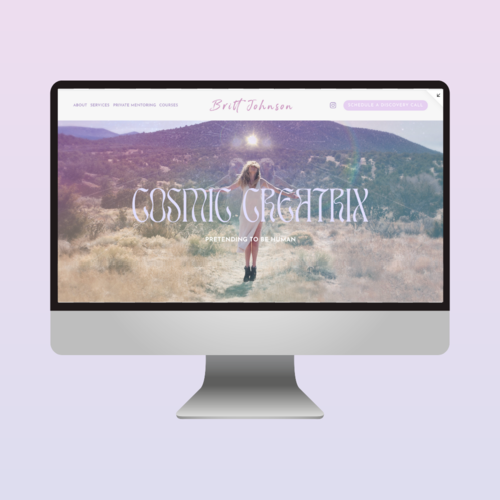 ABOUT SERVICES PRIVATE MENTORING COURSES
Britt Johnson
SCHEDULE A DISCOVERY CALL
COSMIC CREATRIX
PRETENDING TO BE HUMAN